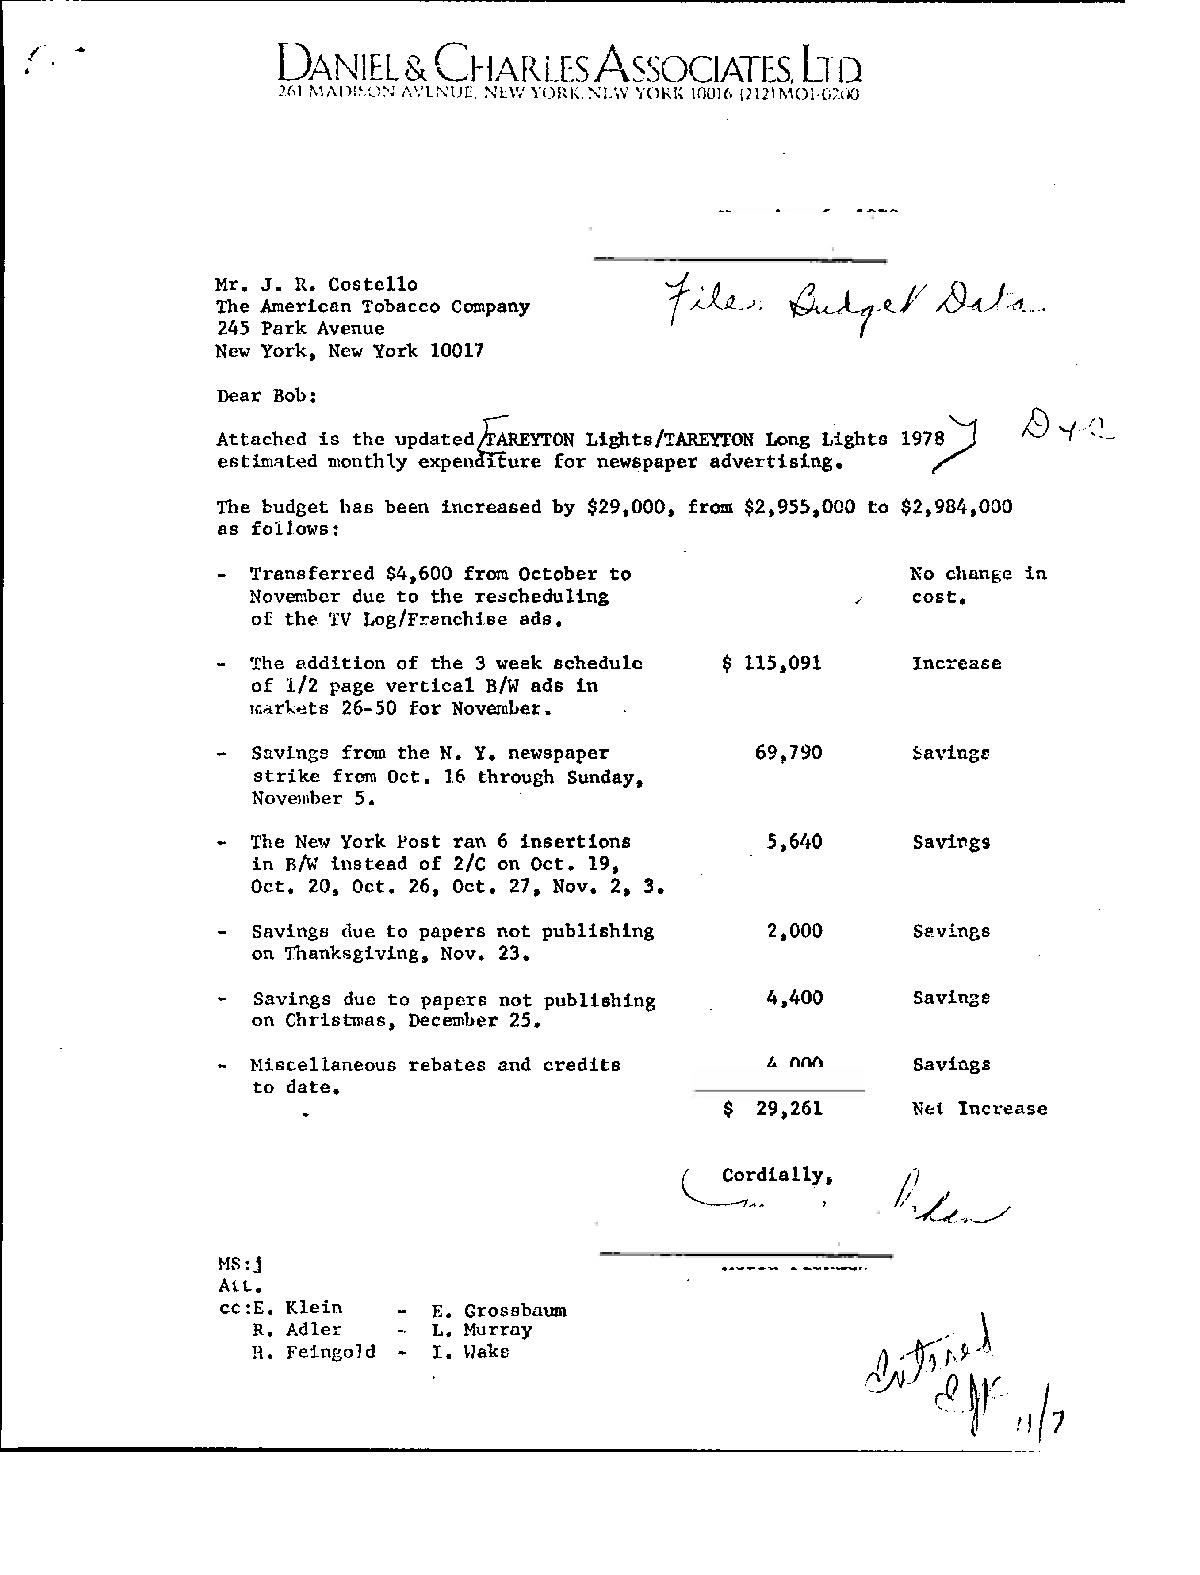 DANIEL & CHARLES ASSOCIATES, LTD
261 MADISON AVENUE, NEW YORK, NEW YORK 10016 (212) MO1-0200
Mr. J. R. Costello
The American Tobacco Company
245 Park Avenue
New York, New York 10017
File: Budget Data
Dear Bob:
Attached is the updated TAREYTON Lights/TAREYTON Long Lights 1978
estimated monthly expenditure for newspaper advertising.
The budget has been increased by $29,000, from $2,955,000 to $2,984,000
as follows:
- Transferred $4,600 from October to No change in
November due to the rescheduling cost.
of the TV Log/Franchise ads.
- The addition of the 3 week schedule $ 115,091 Increase
of 1/2 page vertical B/W ads in
markets 26-50 for November.
- Savings from the N. Y. newspaper 69,790 Savings
strike from Oct. 16 through Sunday,
November 5.
- The New York Post ran 6 insertions 5,640 Savings
in B/W instead of 2/C on Oct. 19,
Oct. 20, Oct. 26, Oct. 27, Nov. 2, 3.
- Savings due to papers not publishing 2,000 Savings
on Thanksgiving, Nov. 23.
- Savings due to papers not publishing 4,400 Savings
on Christmas, December 25.
- Miscellaneous rebates and credits 4 000 Savings
to date.
$ 29,261 Net Increase
Cordially,
MS:j
Att.
cc:E. Klein - E. Grossbaum
R. Adler - L. Murray
R. Feingold - I. Waks
Entered
11/7